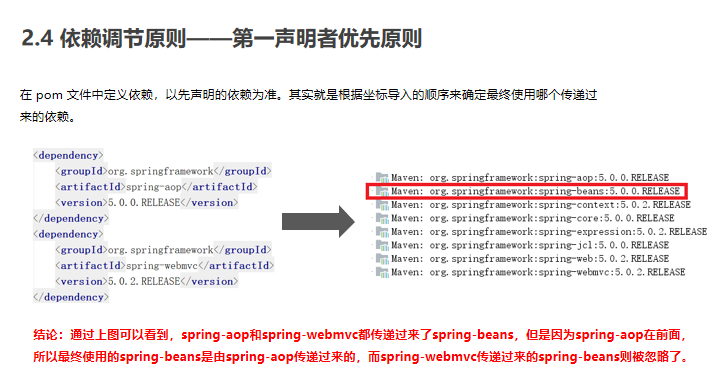 2.4 依赖调节原则——第一声明者优先原则
在 pom 文件中定义依赖，以先声明的依赖为准。其实就是根据坐标导入的顺序来确定最终使用哪个传递过
来的依赖。
<dependency>
<groupId>org.springframework</groupId>
<artifactId>spring-aop</artifactId>
<version>5.0.0.RELEASE</version>
</dependency>
<dependency>
<groupId>org.springframework</groupId>
<artifactId>spring-webmvc</artifactId>
<version>5.0.2.RELEASE</version>
</dependency>
Maven: org.springframework:spring-aop:5.0.0.RELEASE
Maven: org.springframework:spring-beans:5.0.0.RELEASE
Maven: org.springframework:spring-context:5.0.2.RELEASE
Maven: org.springframework:spring-core:5.0.0.RELEASE
Maven: org.springframework:spring-expression:5.0.2.RELEASE
Maven: org.springframework:spring-jcl:5.0.0.RELEASE
Maven: org.springframework:spring-web:5.0.2.RELEASE
Maven: org.springframework:spring-webmvc:5.0.2.RELEASE
结论：通过上图可以看到，spring-aop和spring-webmvc都传递过来了spring-beans，但是因为spring-aop在前面，
所以最终使用的spring-beans是由spring-aop传递过来的，而spring-webmvc传递过来的spring-beans则被忽略了。